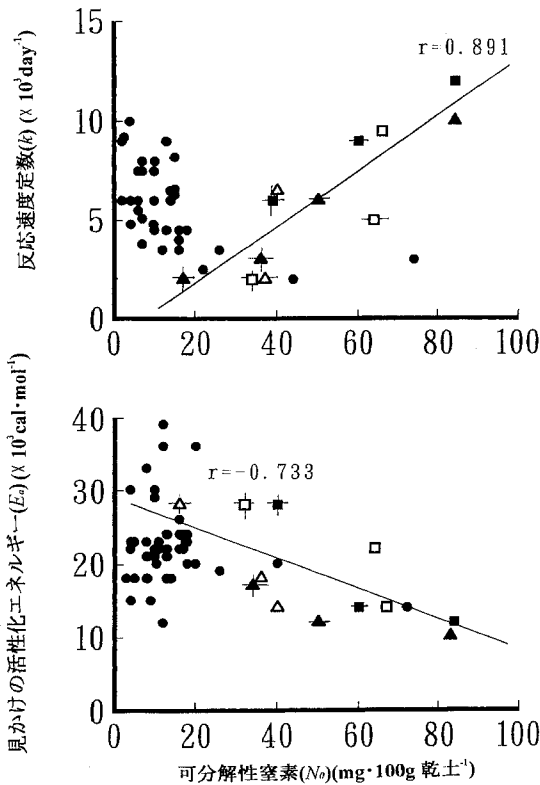 反応速度定数(k) (× 10³day⁻¹)
15
10
5
0
r=0.891
0 20 40 60 80 100
見かけの活性化エネルギー(Ea) (× 10³cal・mol⁻¹)
40
30
20
10
0
r=-0.733
0 20 40 60 80 100
可分解性窒素(N₀)(mg・100g 乾土⁻¹)